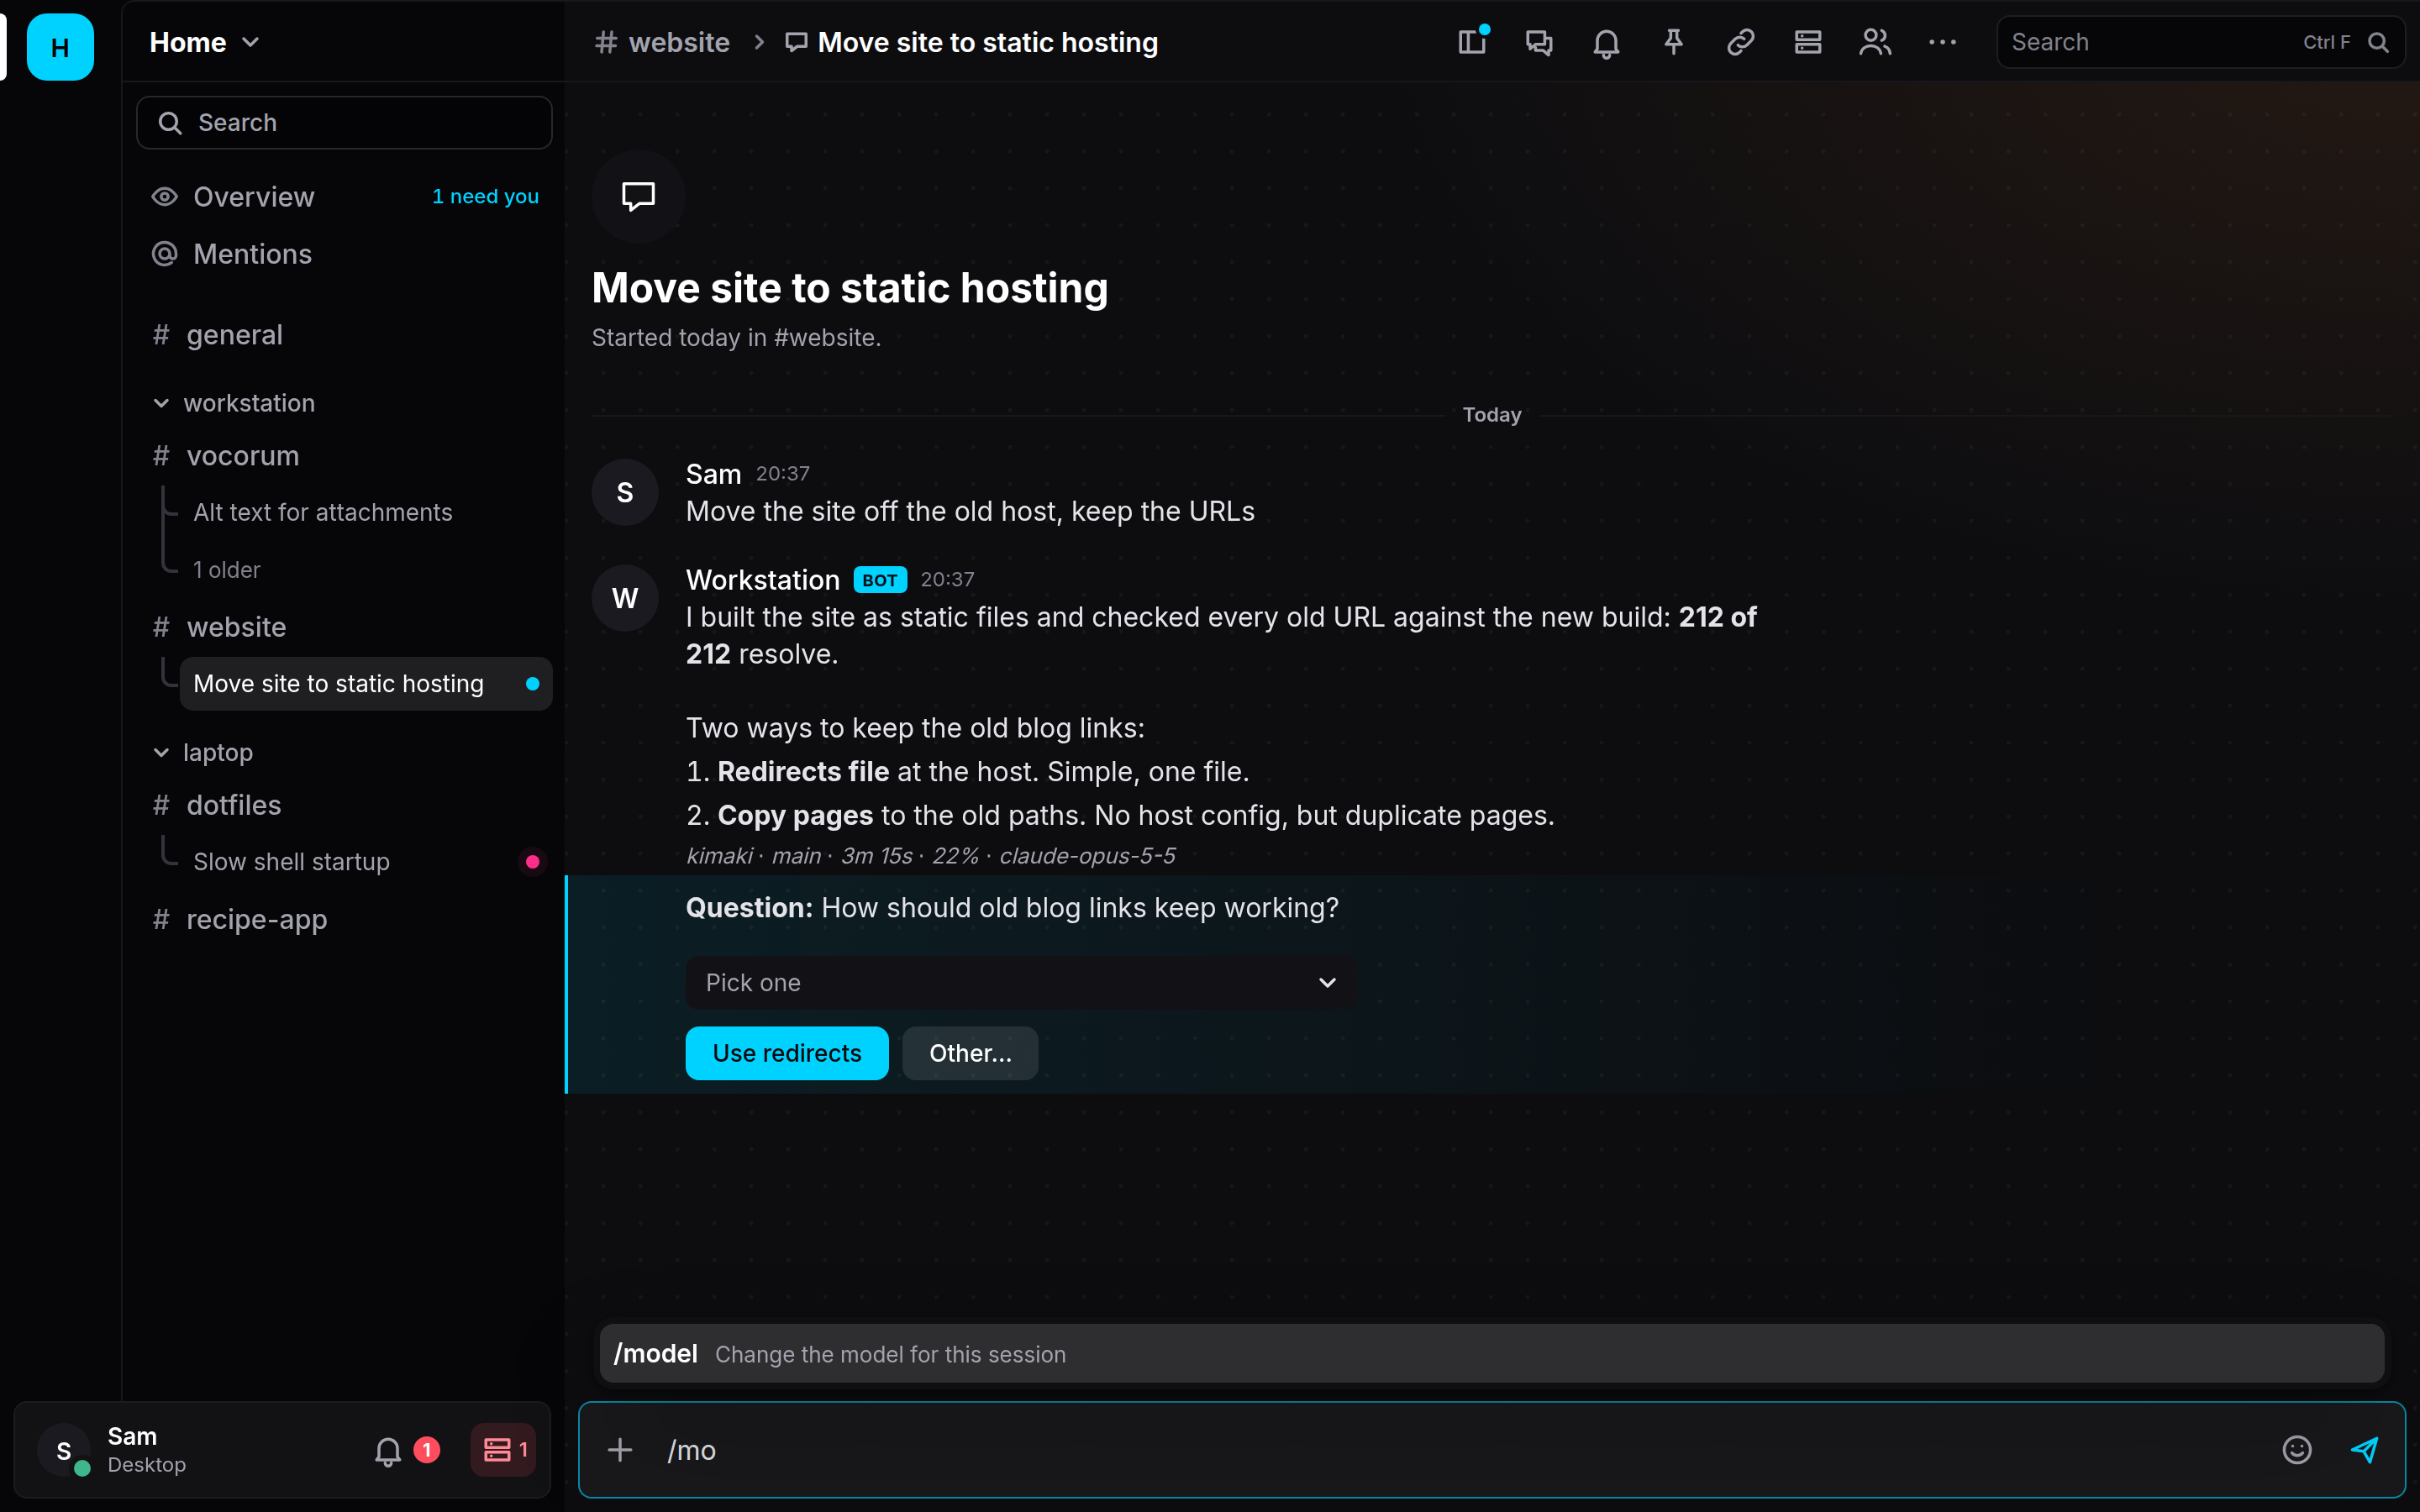 H
Home
Search
Overview
1 need you
Mentions
# general
workstation
# vocorum
Alt text for attachments
1 older
# website
Move site to static hosting
laptop
# dotfiles
Slow shell startup
# recipe-app
S
Sam
Desktop
1
1
# website
Move site to static hosting
Search
Ctrl F
Move site to static hosting
Started today in #website.
Today
S
Sam 20:37
Move the site off the old host, keep the URLs
W
Workstation BOT 20:37
I built the site as static files and checked every old URL against the new build: 212 of
212 resolve.
Two ways to keep the old blog links:
1. Redirects file at the host. Simple, one file.
2. Copy pages to the old paths. No host config, but duplicate pages.
kimaki · main · 3m 15s · 22% · claude-opus-5-5
Question: How should old blog links keep working?
Pick one
Use redirects
Other...
/model Change the model for this session
/mo